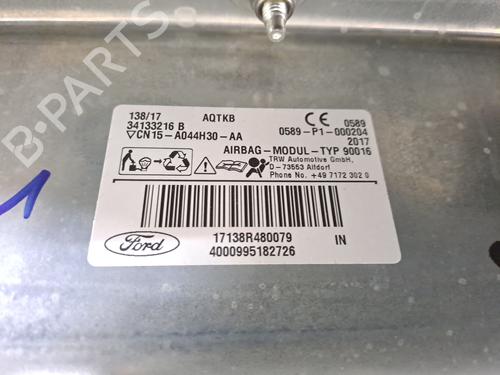 B-PARTS
138/17 AQTKB
34133216 B
CN15-A044H30-AA
CE 0589
0589-P1-000204
2017
AIRBAG-MODUL-TYP 90016
TRW Automotive GmbH,
D-73553 Alfdorf
Phone No. +49 7172 302 0
Ford
17138R480079 IN
4000995182726
1